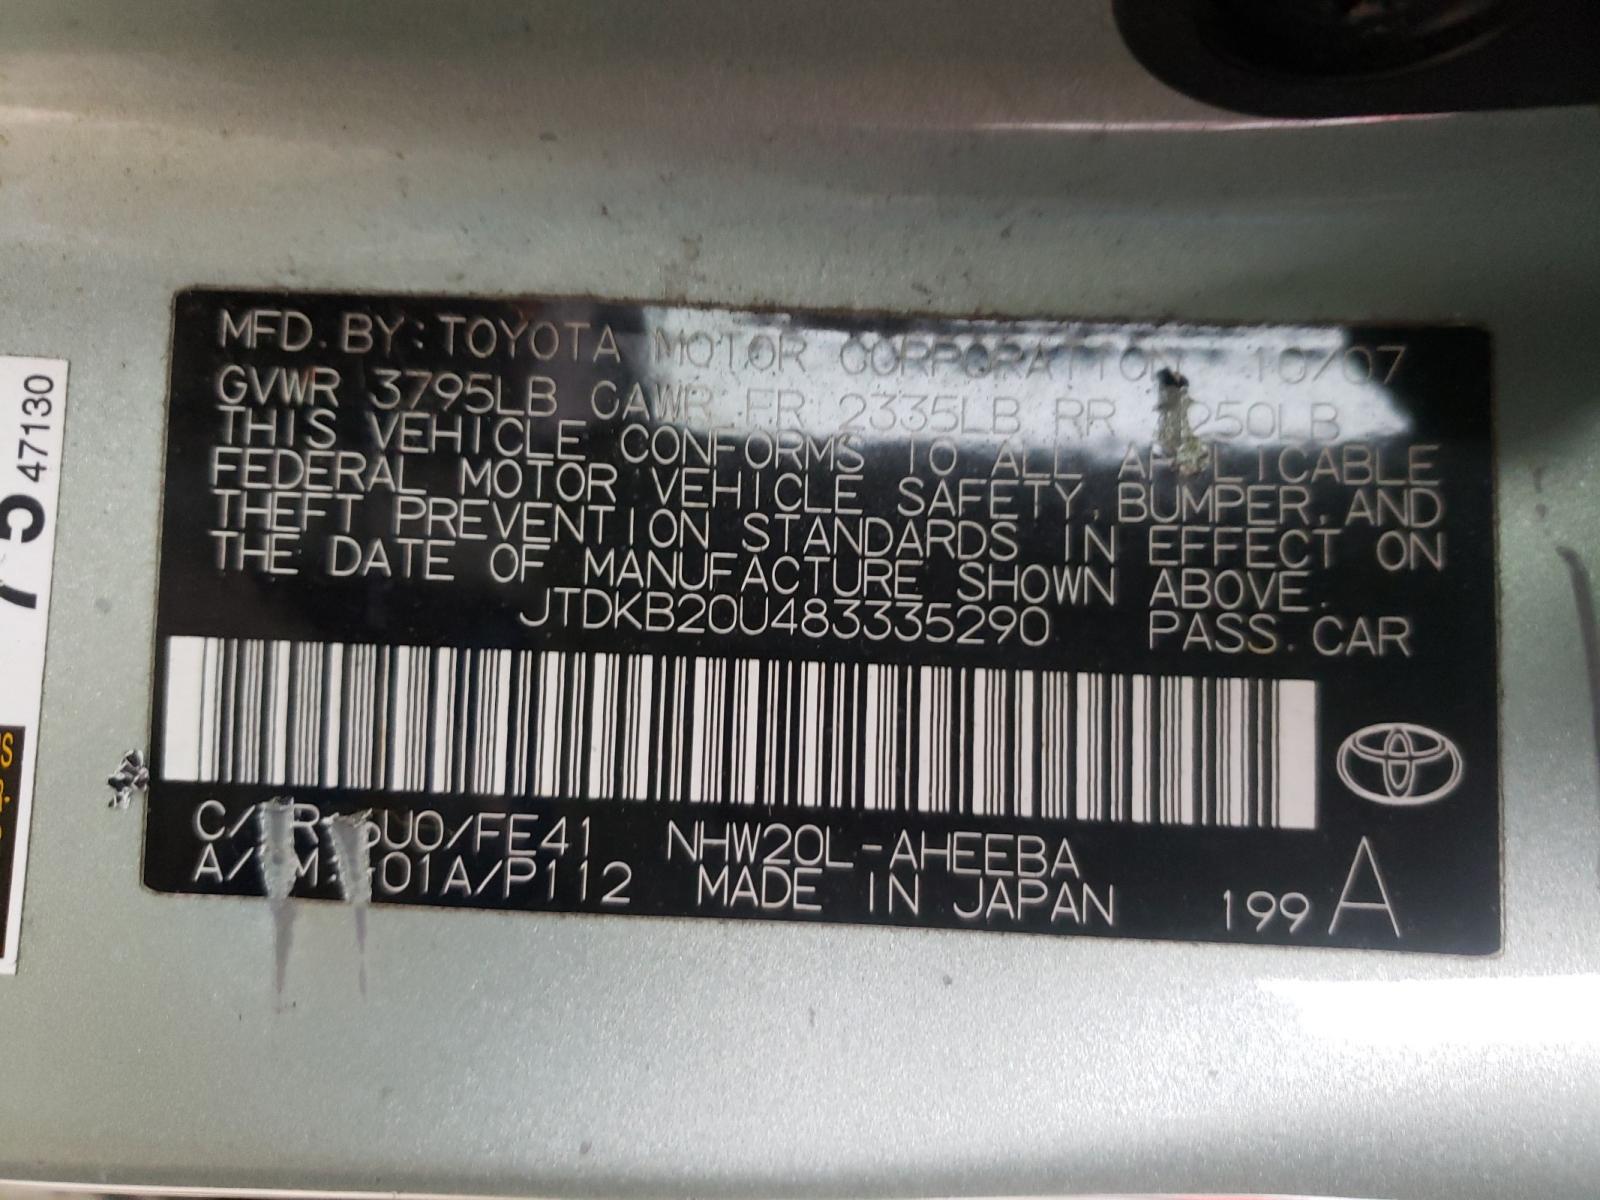 MFD. BY: TOYOTA MOTOR CORPORATION 10/07
GVWR 3795LB GAWR FR 2335LB RR
THIS VEHICLE CONFORMS TO ALL APPLICABLE
FEDERAL MOTOR VEHICLE SAFETY, BUMPER, AND
THEFT PREVENTION STANDARDS IN EFFECT ON
THE DATE OF MANUFACTURE SHOWN ABOVE.
JTDKB20U483335290 PASS. CAR
NHW20L-AHEEBA
MADE IN JAPAN 199 A
47130